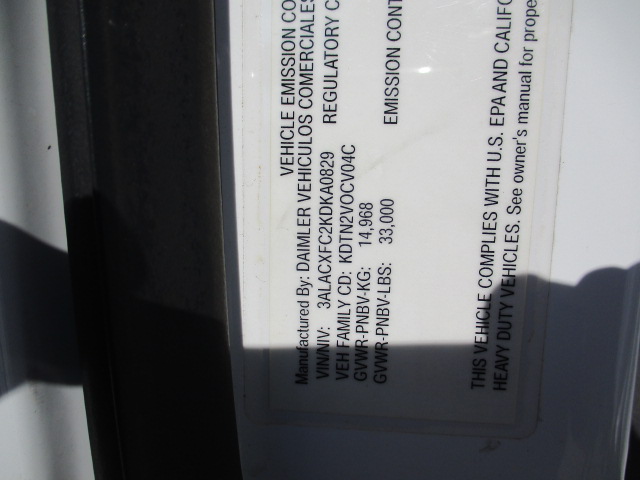 VEHICLE EMISSION CO
Manufactured By: DAIMLER VEHICULOS COMERCIALES
VIN/NIV: 3ALACXFC2KDKA0829 REGULATORY C
VEH FAMILY CD: KDTN2VOCV04C
GVWR-PNBV-KG: 14,968
GVWR-PNBV-LBS: 33,000 EMISSION CONT
THIS VEHICLE COMPLIES WITH U.S. EPA AND CALIFO
HEAVY DUTY VEHICLES. See owner's manual for prope